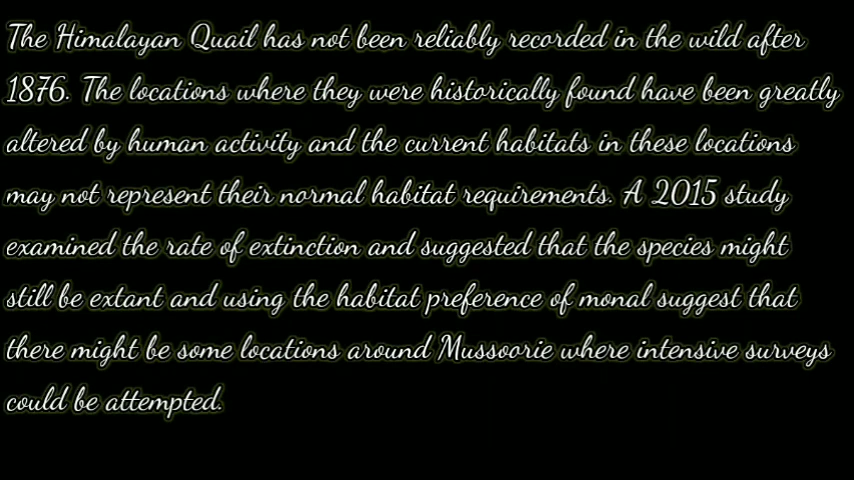 The Himalayan Quail has not been reliably recorded in the wild after
1876. The locations where they were historically found have been greatly
altered by human activity and the current habitats in these locations
may not represent their normal habitat requirements. A 2015 study
examined the rate of extinction and suggested that the species might
still be extant and using the habitat preference of monal suggest that
there might be some locations around Mussoorie where intensive surveys
could be attempted.